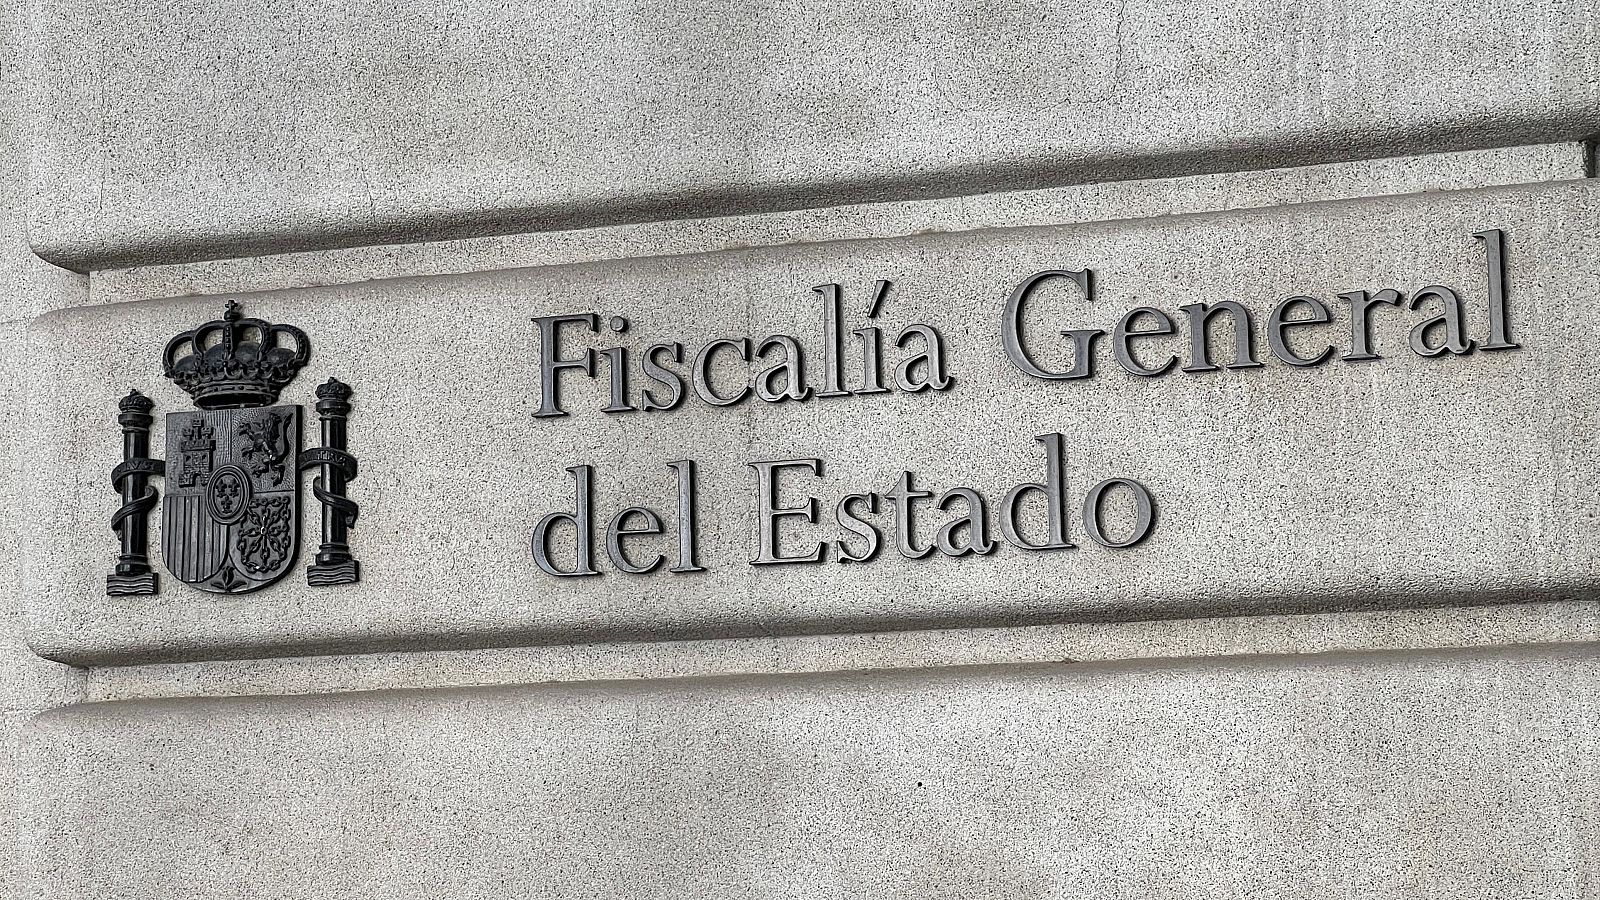 Fiscalía General
del Estado